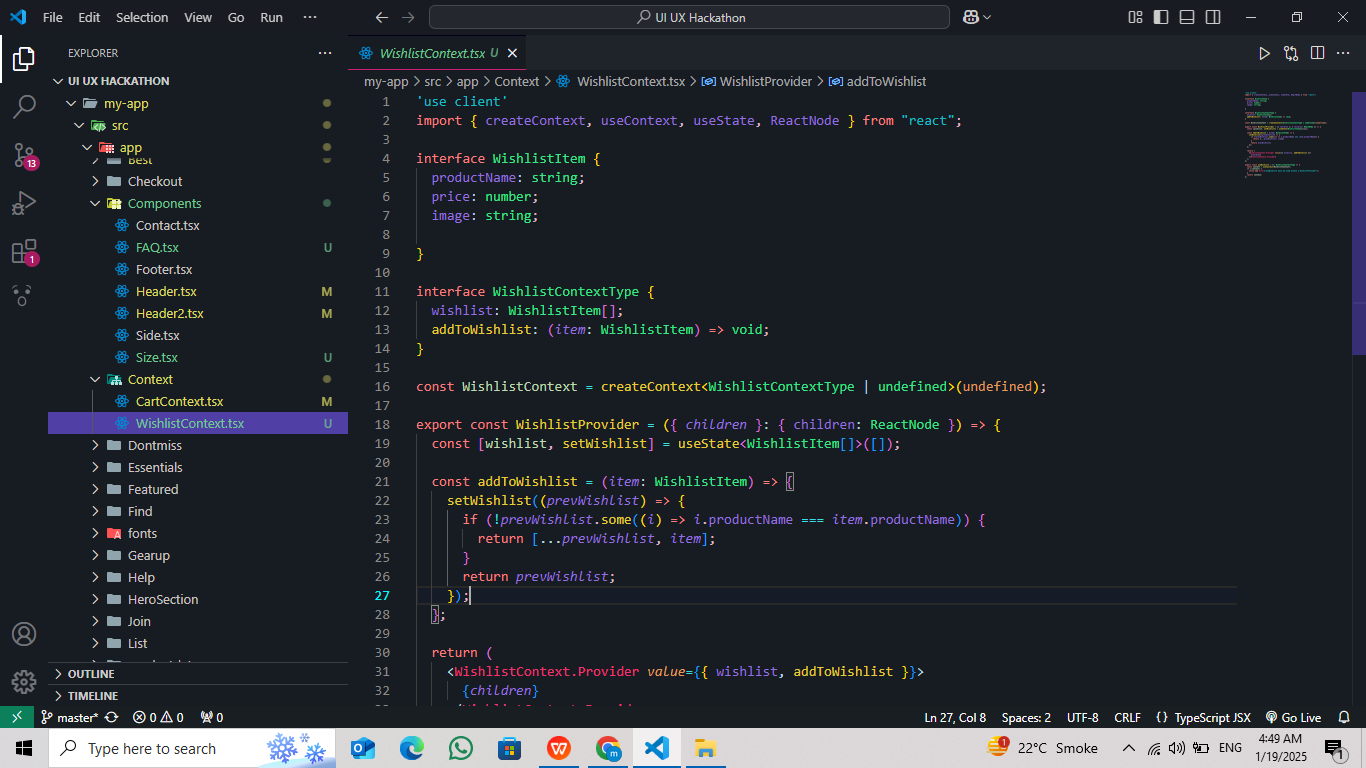 File Edit Selection View Go Run ···
UI UX Hackathon
EXPLORER
UI UX HACKATHON
my-app
src
app
Best
Checkout
Components
Contact.tsx
FAQ.tsx U
Footer.tsx
Header.tsx M
Header2.tsx M
Side.tsx
Size.tsx U
Context
CartContext.tsx M
WishlistContext.tsx U
Dontmiss
Essentials
Featured
Find
fonts
Gearup
Help
HeroSection
Join
List
OUTLINE
TIMELINE
13
1
WishlistContext.tsx U
my-app > src > app > Context > WishlistContext.tsx > WishlistProvider > addToWishlist
1 'use client'
2 import { createContext, useContext, useState, ReactNode } from "react";
3
4 interface WishlistItem {
5 productName: string;
6 price: number;
7 image: string;
8
9 }
10
11 interface WishlistContextType {
12 wishlist: WishlistItem[];
13 addToWishlist: (item: WishlistItem) => void;
14 }
15
16 const WishlistContext = createContext<WishlistContextType | undefined>(undefined);
17
18 export const WishlistProvider = ({ children }: { children: ReactNode }) => {
19 const [wishlist, setWishlist] = useState<WishlistItem[]>([]);
20
21 const addToWishlist = (item: WishlistItem) => {
22 setWishlist((prevWishlist) => {
23 if (!prevWishlist.some((i) => i.productName === item.productName)) {
24 return [...prevWishlist, item];
25 }
26 return prevWishlist;
27 });
28 };
29
30 return (
31 <WishlistContext.Provider value={{ wishlist, addToWishlist }}>
32 {children}
master* 0 0 0
Ln 27, Col 8 Spaces: 2 UTF-8 CRLF {} TypeScript JSX Go Live
Type here to search
1 22°C Smoke ENG
4:49 AM
1/19/2025
1